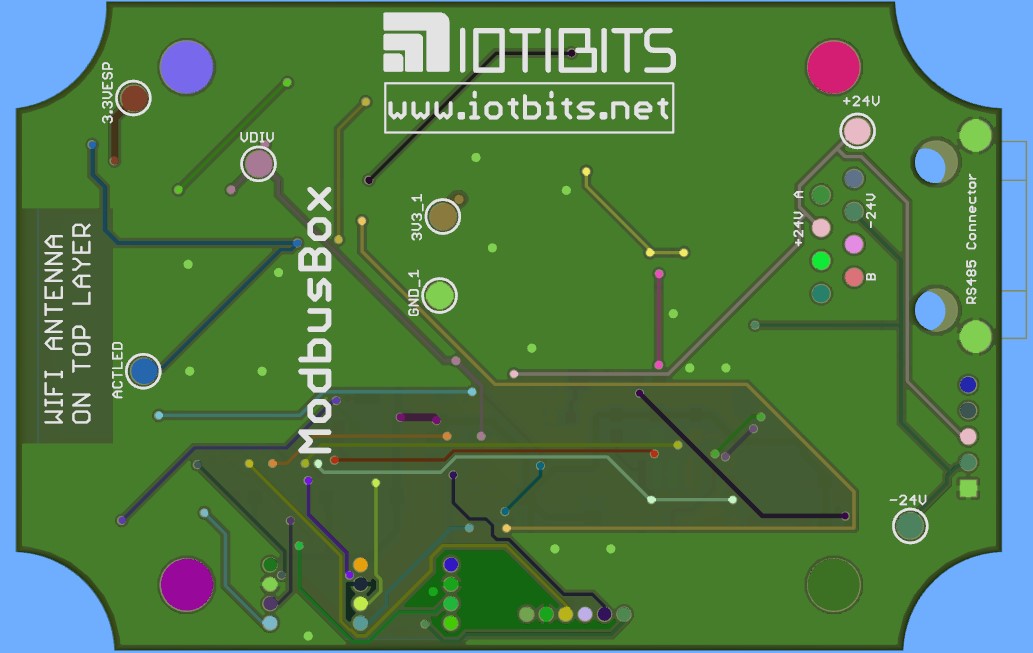 IOTIBITS
www.iotbits.net
3.3VESP
VDIV
+24V
3V3_1
A
-24V
+24V
B
RS485 Connector
GND_1
ModbusBox
WIFI ANTENNA
ON TOP LAYER
ACTLED
-24V